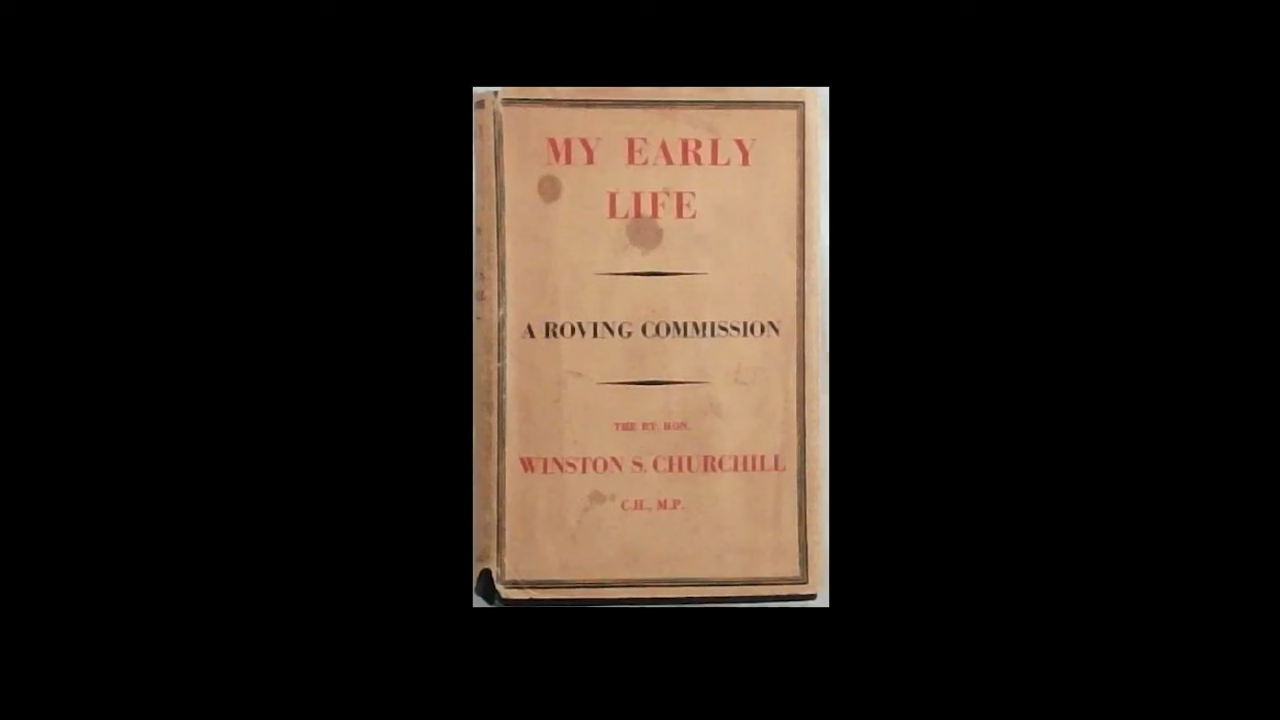 MY EARLY
LIFE
A ROVING COMMISSION
THE RT. HON.
WINSTON S. CHURCHILL
C.H., M.P.